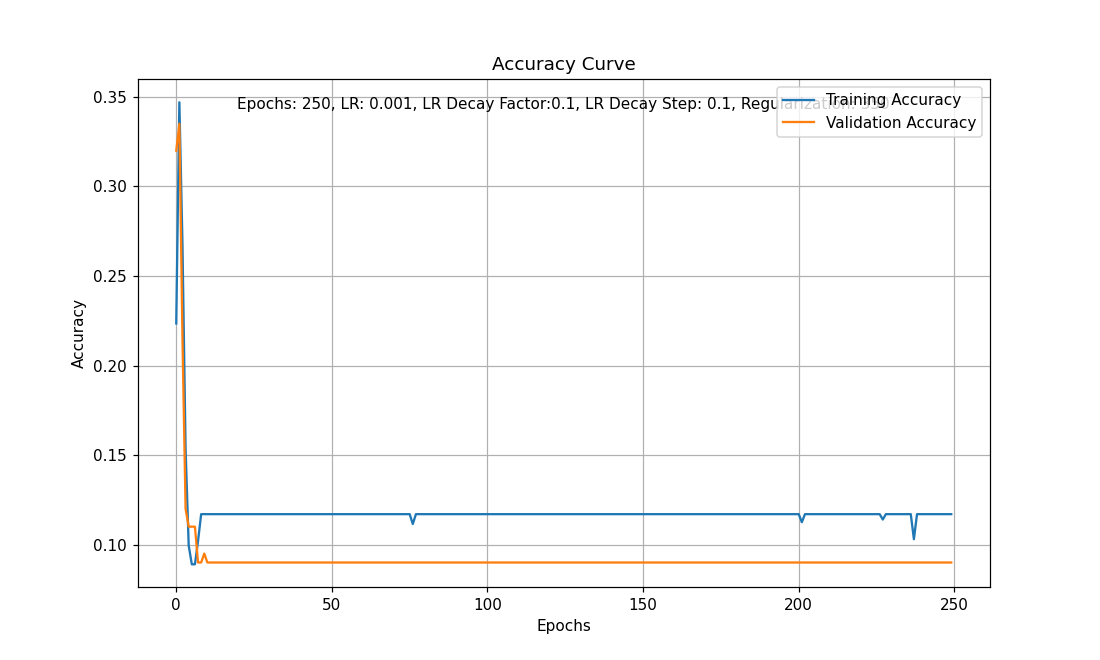 Accuracy Curve
Epochs: 250, LR: 0.001, LR Decay Factor:0.1, LR Decay Step: 0.1, Regularization:
Training Accuracy
Validation Accuracy
0.35
0.30
0.25
0.20
0.15
0.10
Accuracy
0 50 100 150 200 250
Epochs